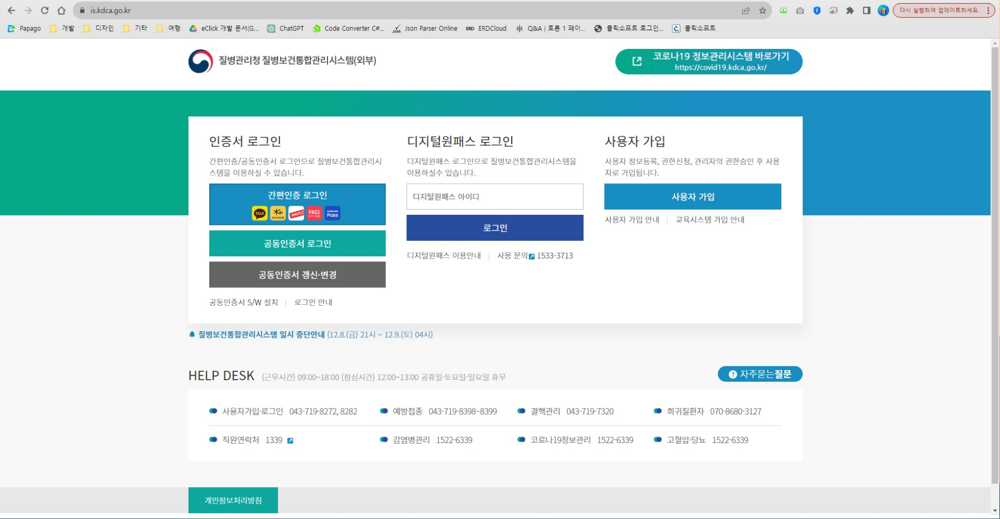 is.kdca.go.kr
다시 실행하여 업데이트하세요.
Papago 개발 디자인 기타 여행 eClick 개발 문서(G... ChatGPT Code Converter C#... Json Parser Online ERD ERDCloud Q&A | 토론 1 페이... 클릭소프트 로그인... 클릭소프트
질병관리청 질병보건통합관리시스템(외부)
코로나19 정보관리시스템 바로가기
https://covid19.kdca.go.kr/
인증서 로그인
간편인증/공동인증서 로그인으로 질병보건통합관리시
스템을 이용하실 수 있습니다.
간편인증 로그인
TALK PAYCO PASS SAMSUNG Pass
공동인증서 로그인
공동인증서 갱신·변경
공동인증서 S/W 설치 | 로그인 안내
디지털원패스 로그인
디지털원패스 로그인으로 질병보건통합관리시스템을
이용하실수 있습니다.
디지털원패스 아이디
로그인
디지털원패스 이용안내 | 사용 문의 1533-3713
사용자 가입
사용자 정보등록, 권한신청, 관리자의 권한승인 후 사용
자로 가입됩니다.
사용자 가입
사용자 가입 안내 | 교육시스템 가입 안내
질병보건통합관리시스템 일시 중단안내 (12.8.(금) 21시 ~ 12.9.(토) 04시)
HELP DESK (근무시간) 09:00~18:00 (점심시간) 12:00~13:00 공휴일·토요일·일요일 휴무
? 자주묻는질문
사용자가입·로그인 043-719-8272, 8282 예방접종 043-719-8398~8399 결핵관리 043-719-7320 희귀질환자 070-8680-3127
직원연락처 1339 감염병관리 1522-6339 코로나19정보관리 1522-6339 고혈압·당뇨 1522-6339
개인정보처리방침